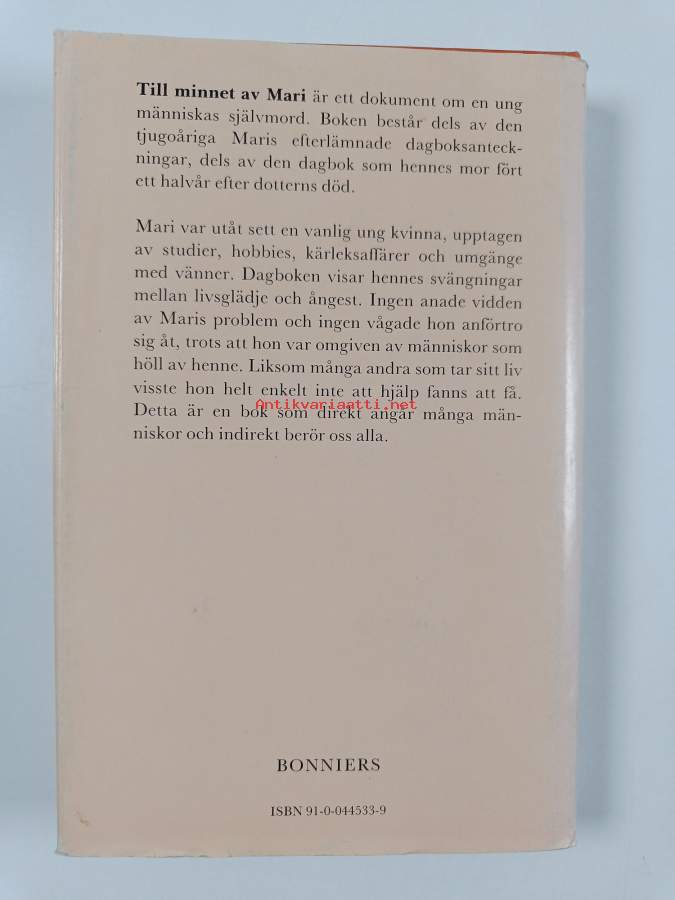 Till minnet av Mari är ett dokument om en ung
människas självmord. Boken består dels av den
tjugoåriga Maris efterlämnade dagboksanteck-
ningar, dels av den dagbok som hennes mor fört
ett halvår efter dotterns död.
Mari var utåt sett en vanlig ung kvinna, upptagen
av studier, hobbies, kärleksaffärer och umgänge
med vänner. Dagboken visar hennes svängningar
mellan livsglädje och ångest. Ingen anade vidden
av Maris problem och ingen vågade hon anförtro
sig åt, trots att hon var omgiven av människor som
höll av henne. Liksom många andra som tar sitt liv
visste hon helt enkelt inte att hjälp fanns att få.
Antikvariaatti.net
Detta är en bok som direkt angår många män-
niskor och indirekt berör oss alla.
BONNIERS
ISBN 91-0-044533-9